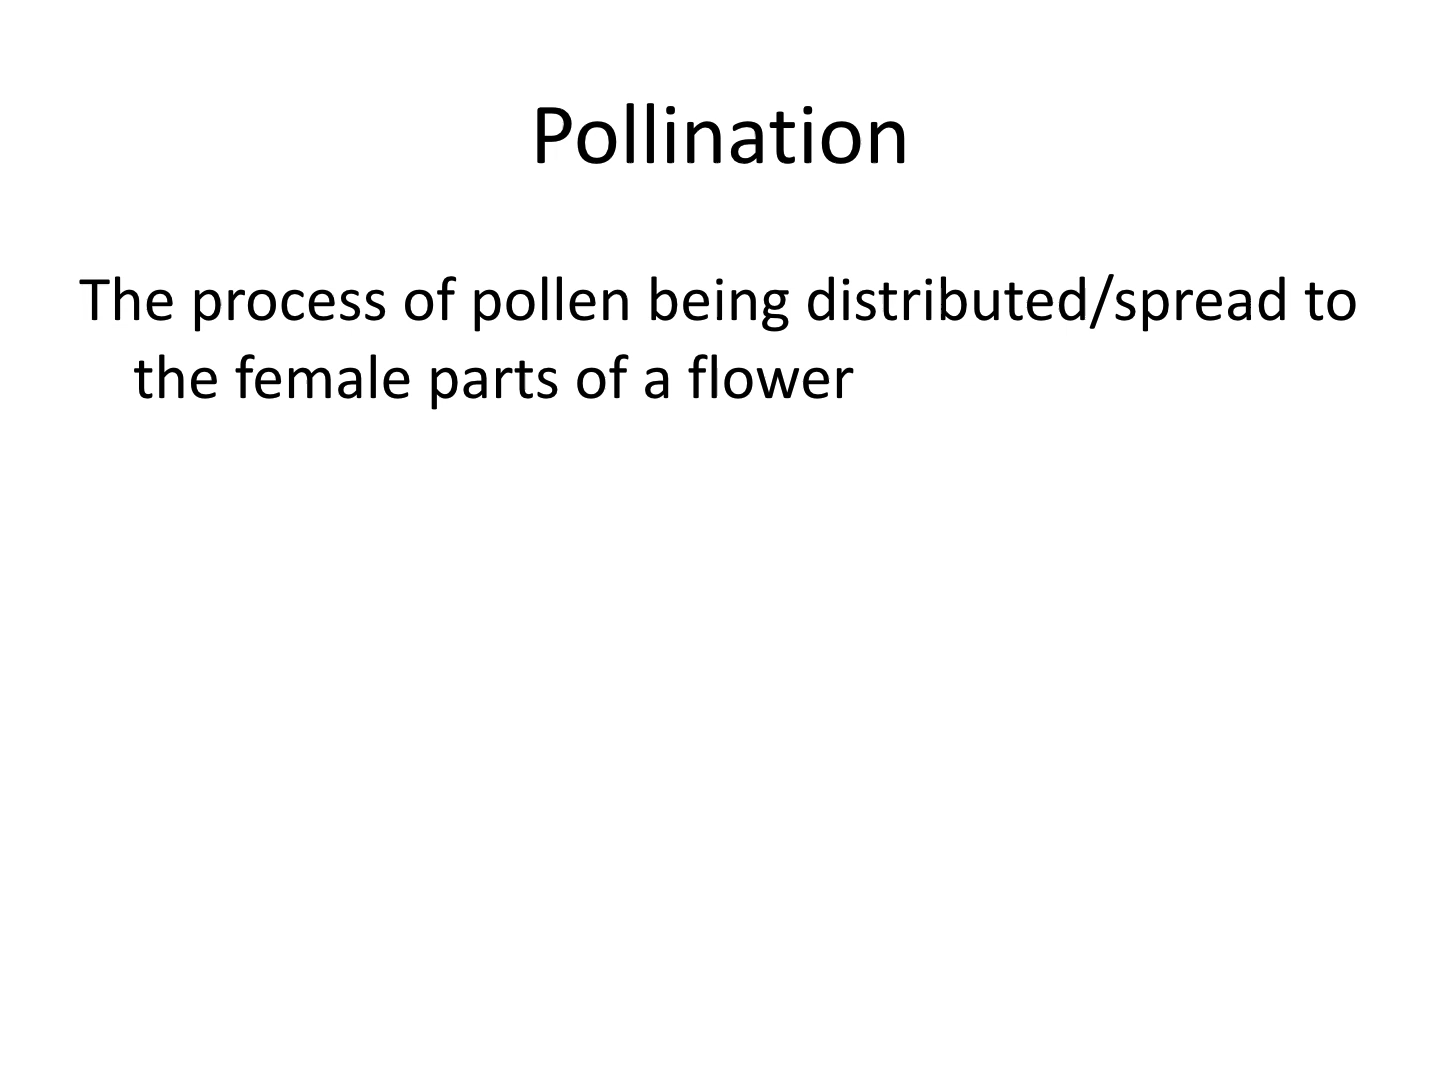 Pollination
The process of pollen being distributed/spread to
the female parts of a flower